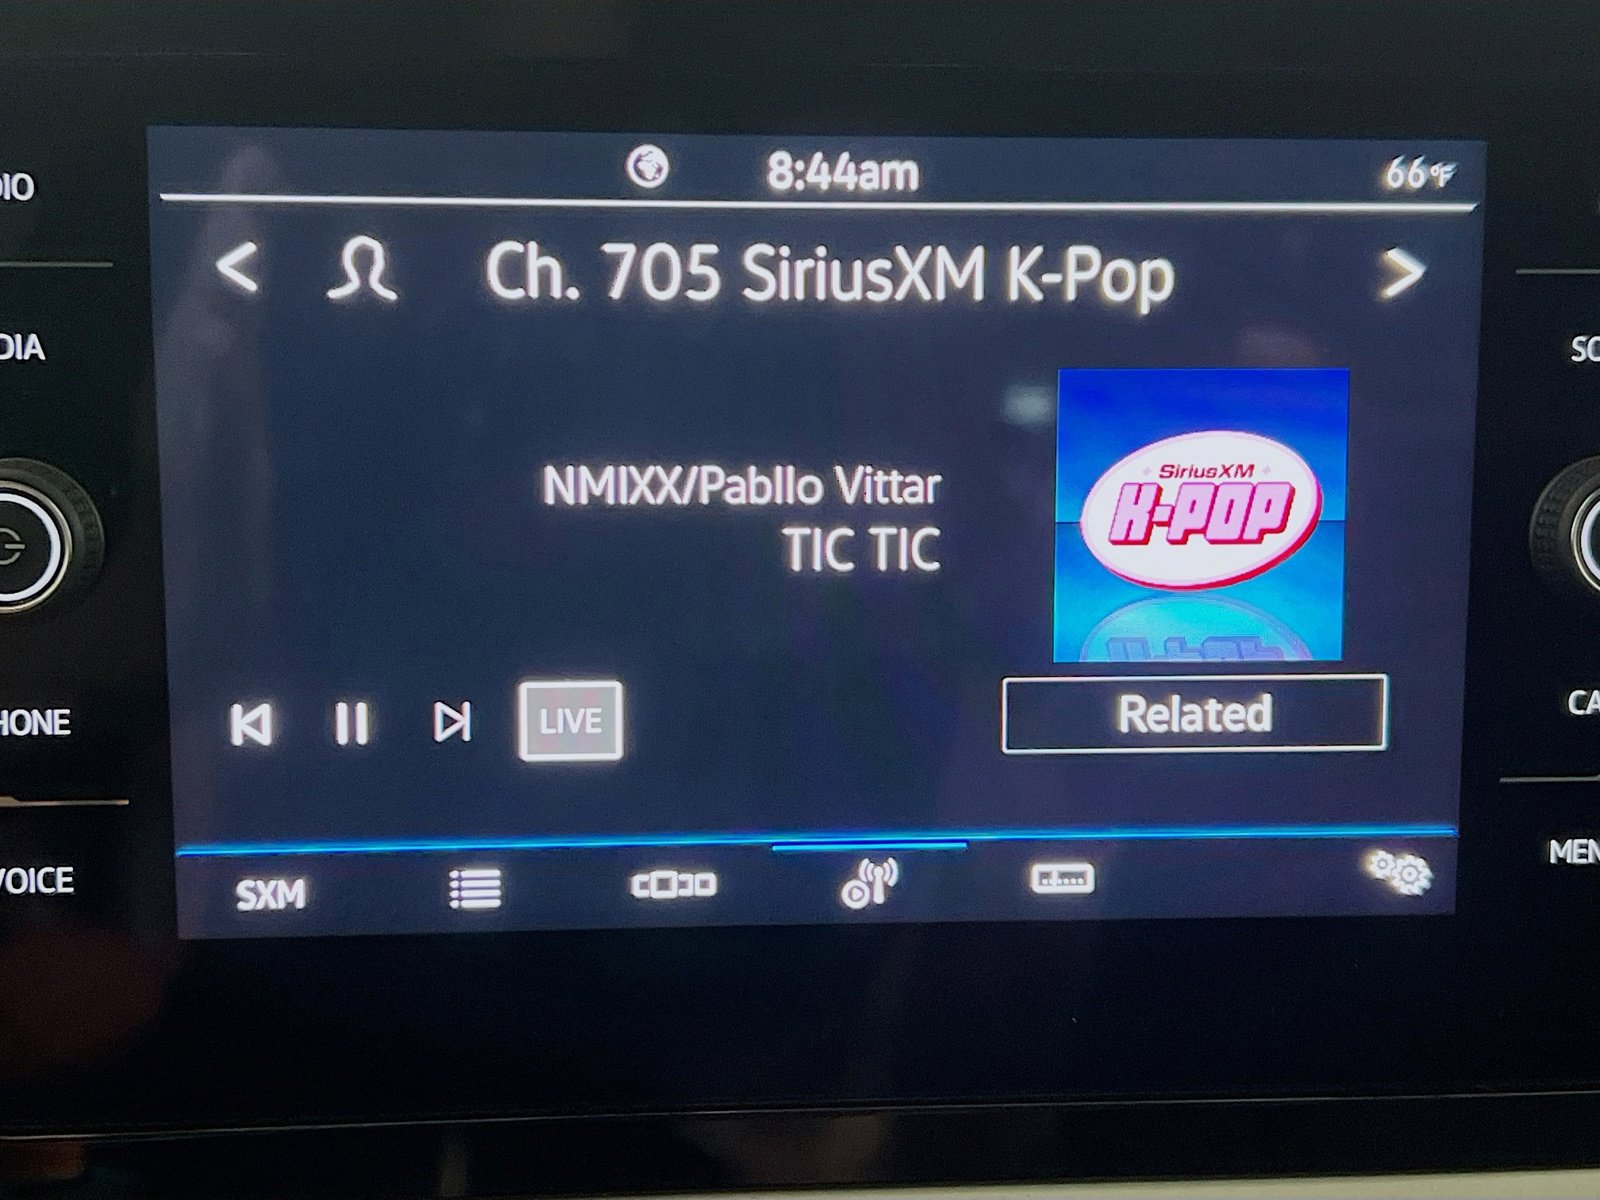 8:44am
66°F
Ch. 705 SiriusXM K-Pop
NMIXX/Pabllo Vittar
TIC TIC
SiriusXM
K-POP
LIVE
Related
SXM
DIO
DIA
HONE
VOICE
SO
CA
MEN